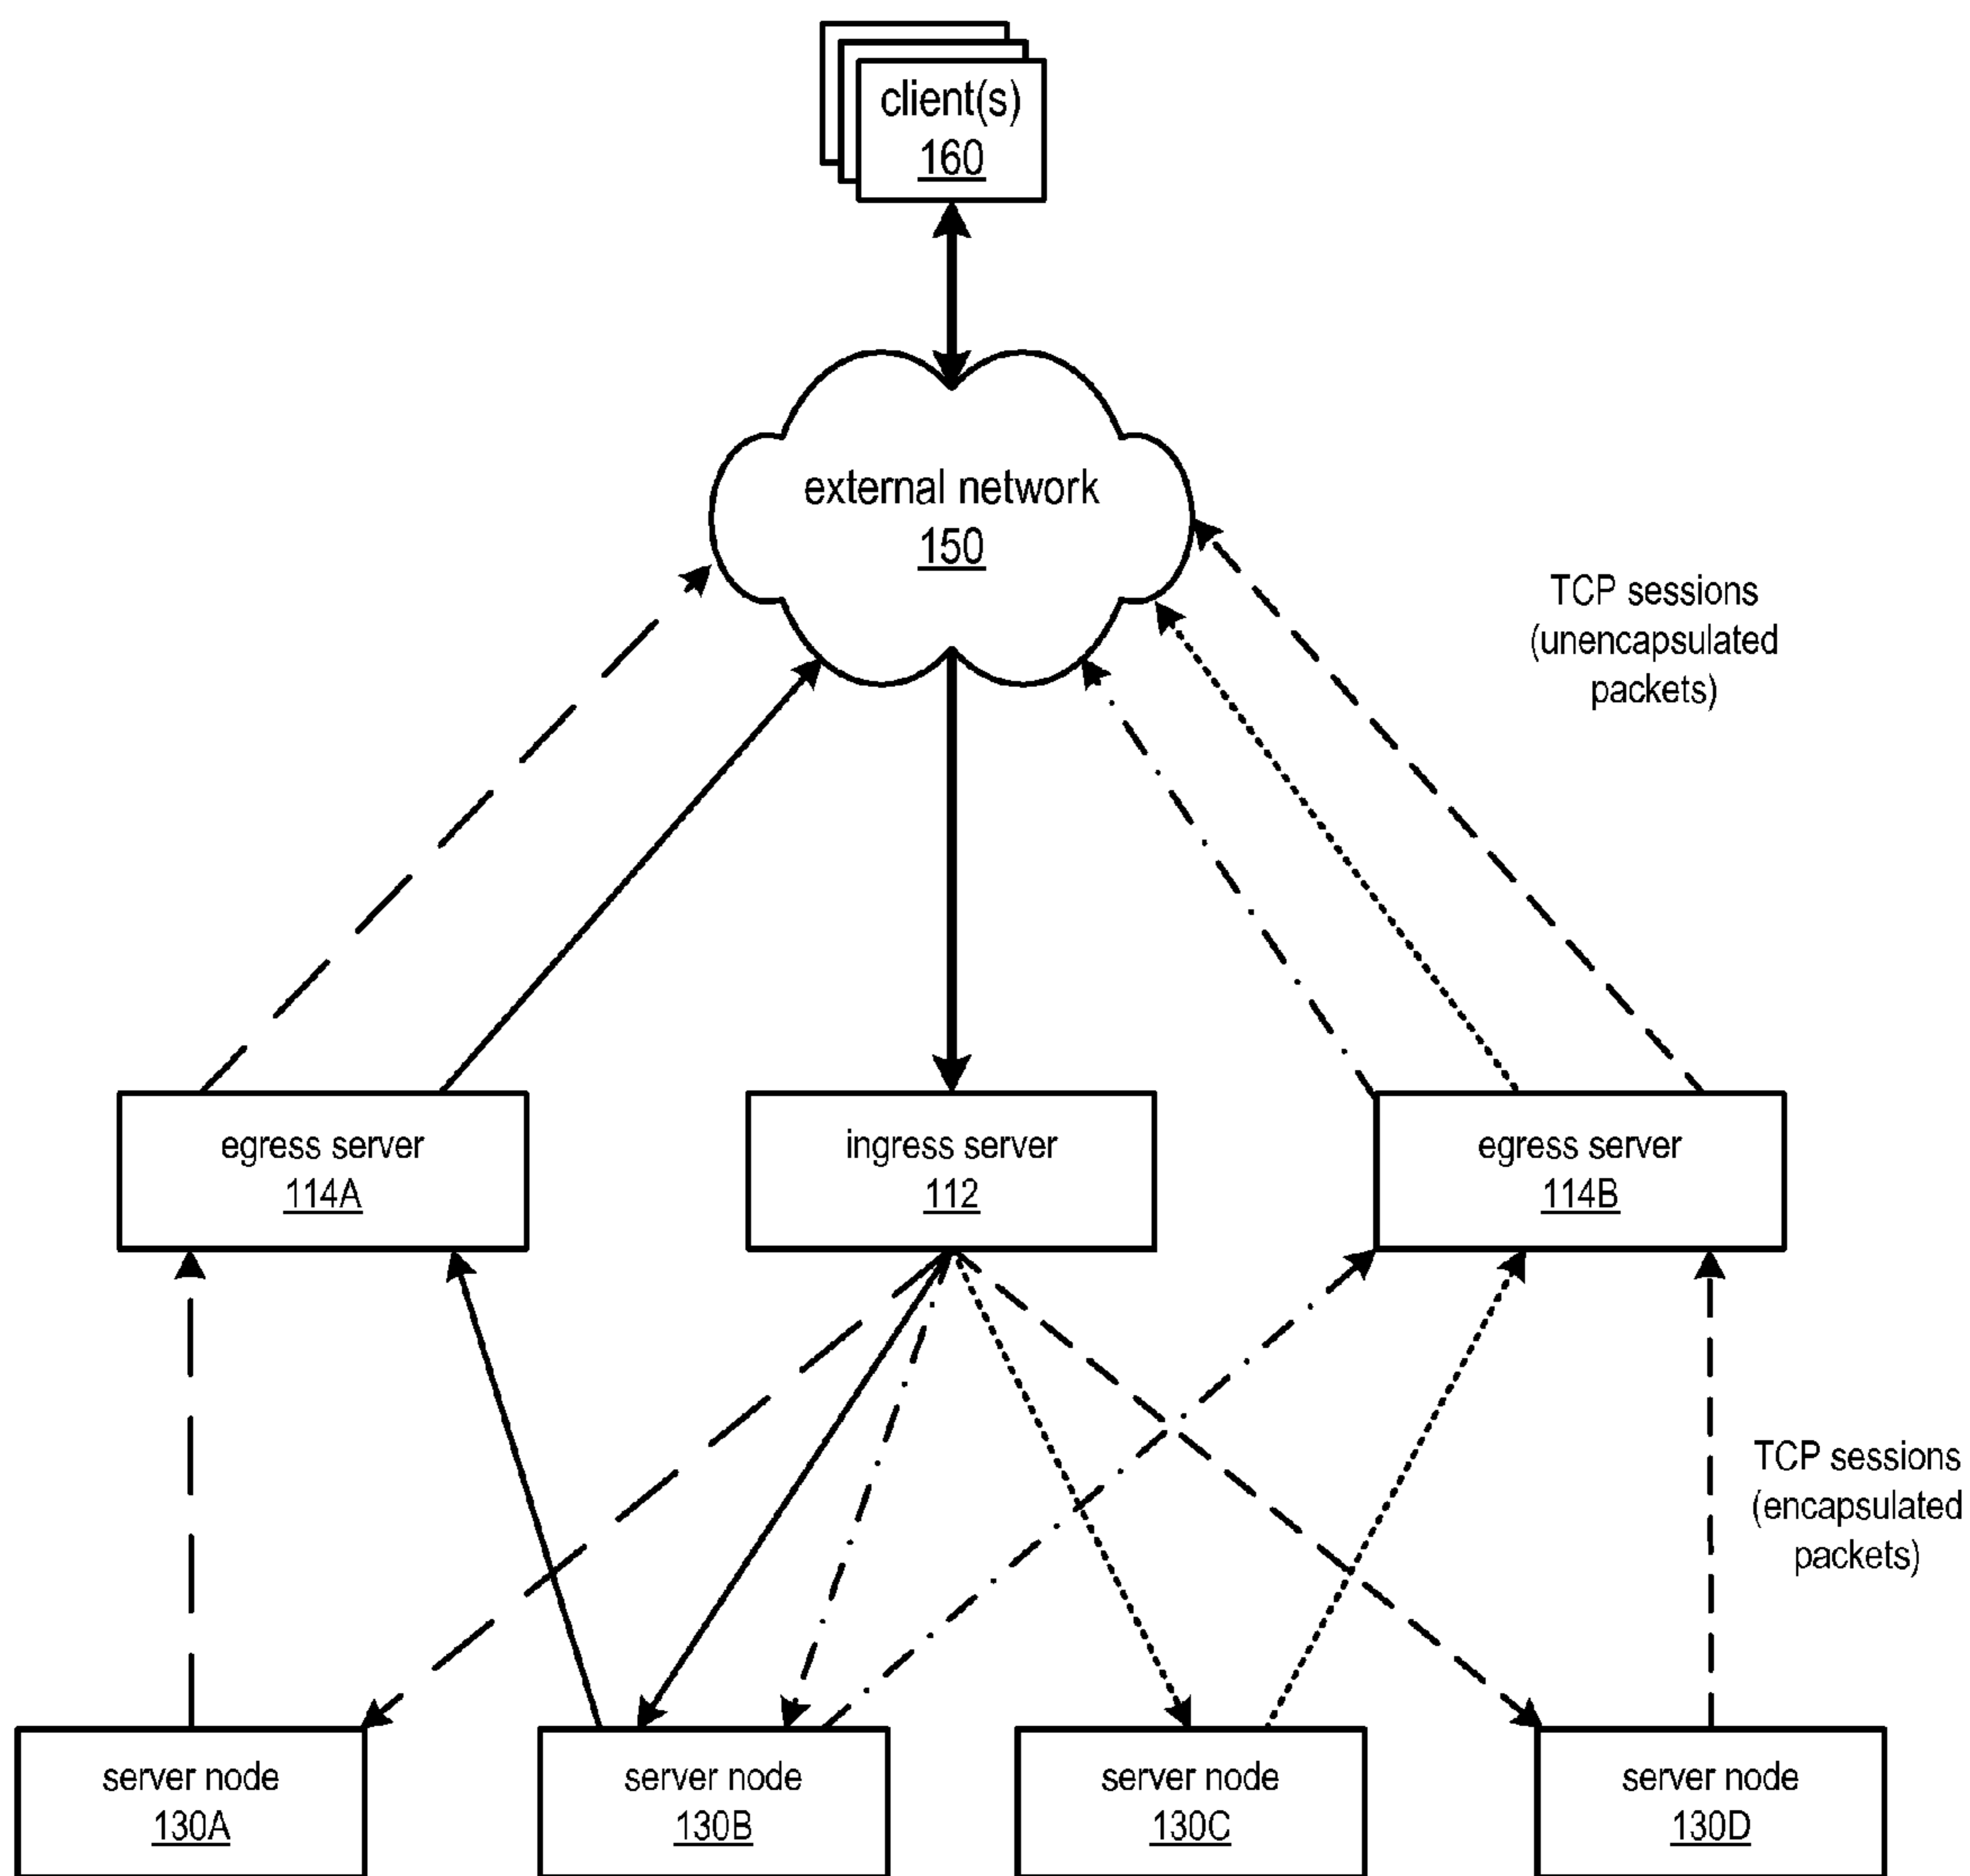 client(s)
160
external network
150
TCP sessions
(unencapsulated
packets)
egress server
114A
ingress server
112
egress server
114B
TCP sessions
(encapsulated
packets)
server node
130A
server node
130B
server node
130C
server node
130D